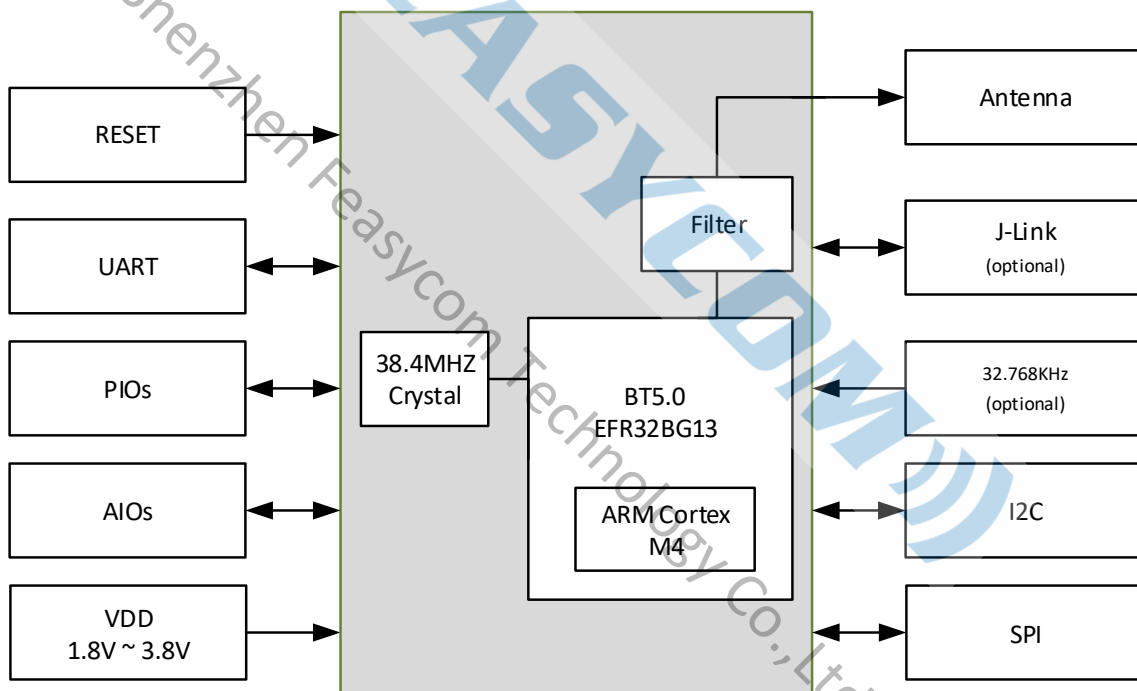 RESET
UART
PIOs
AIOs
VDD
1.8V ~ 3.8V
38.4MHZ
Crystal
Filter
BT5.0
EFR32BG13
ARM Cortex
M4
Antenna
J-Link
(optional)
32.768KHz
(optional)
I2C
SPI
Shenzhen Feasycom Technology Co.,Ltd
EASYCOM